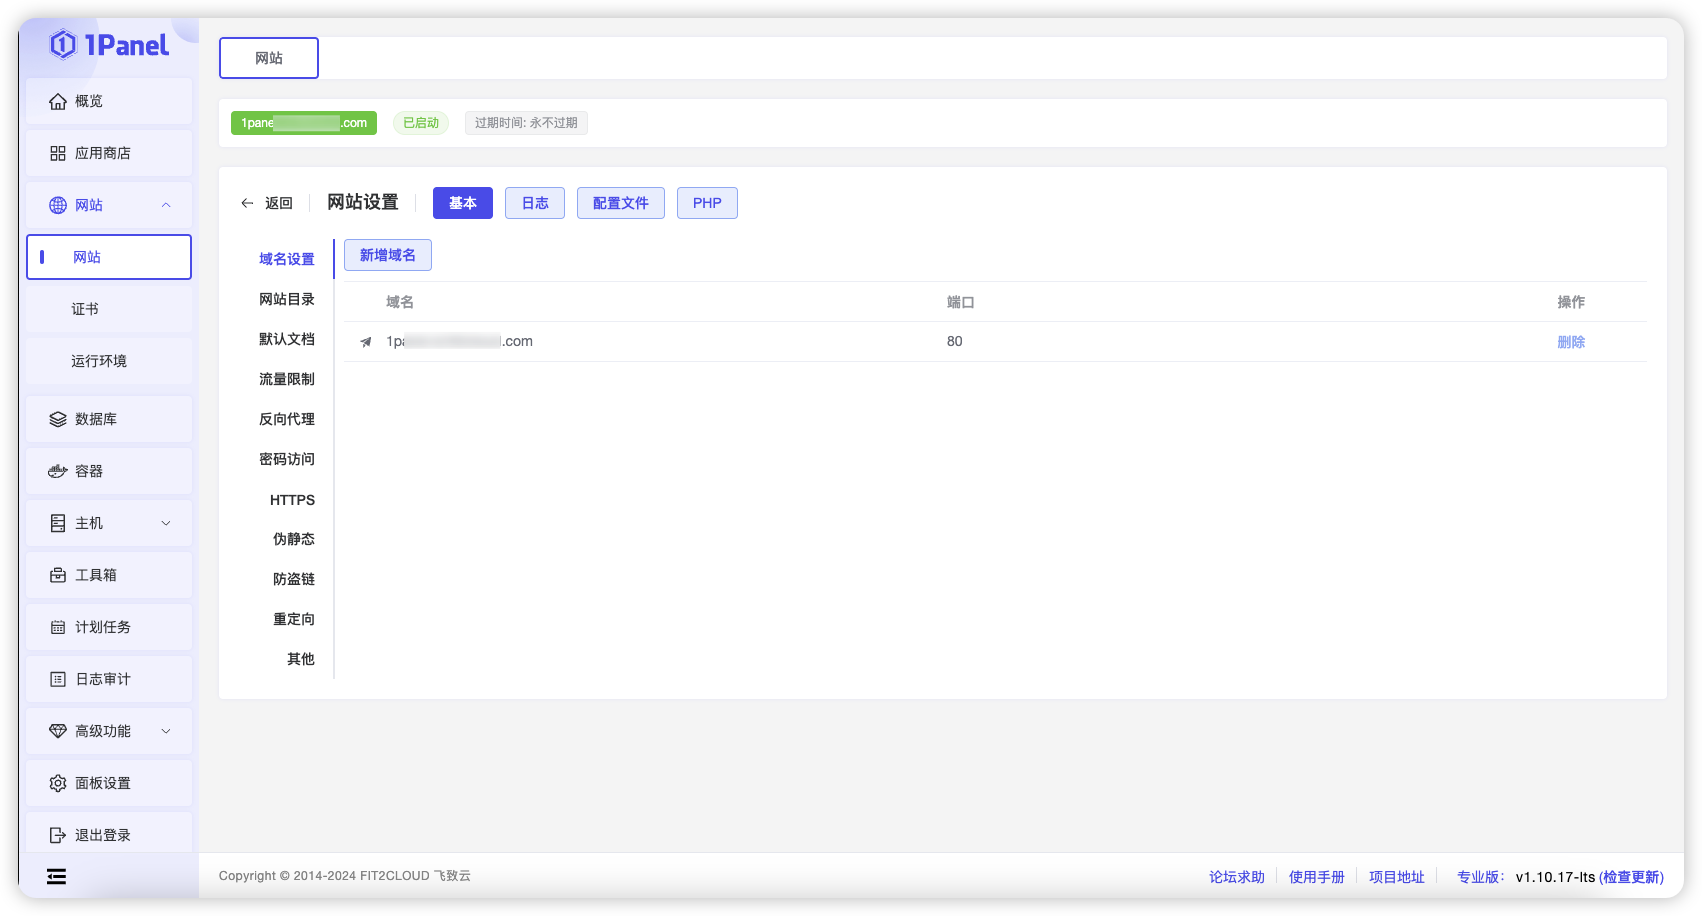 1Panel
概览
应用商店
网站
网站
证书
运行环境
数据库
容器
主机
工具箱
计划任务
日志审计
高级功能
面板设置
退出登录
网站
1pane .com 已启动 过期时间: 永不过期
返回 网站设置 基本 日志 配置文件 PHP
域名设置
网站目录
默认文档
流量限制
反向代理
密码访问
HTTPS
伪静态
防盗链
重定向
其他
新增域名
域名 端口 操作
1pa .com 80 删除
Copyright © 2014-2024 FIT2CLOUD 飞致云
论坛求助 使用手册 项目地址 专业版: v1.10.17-lts (检查更新)